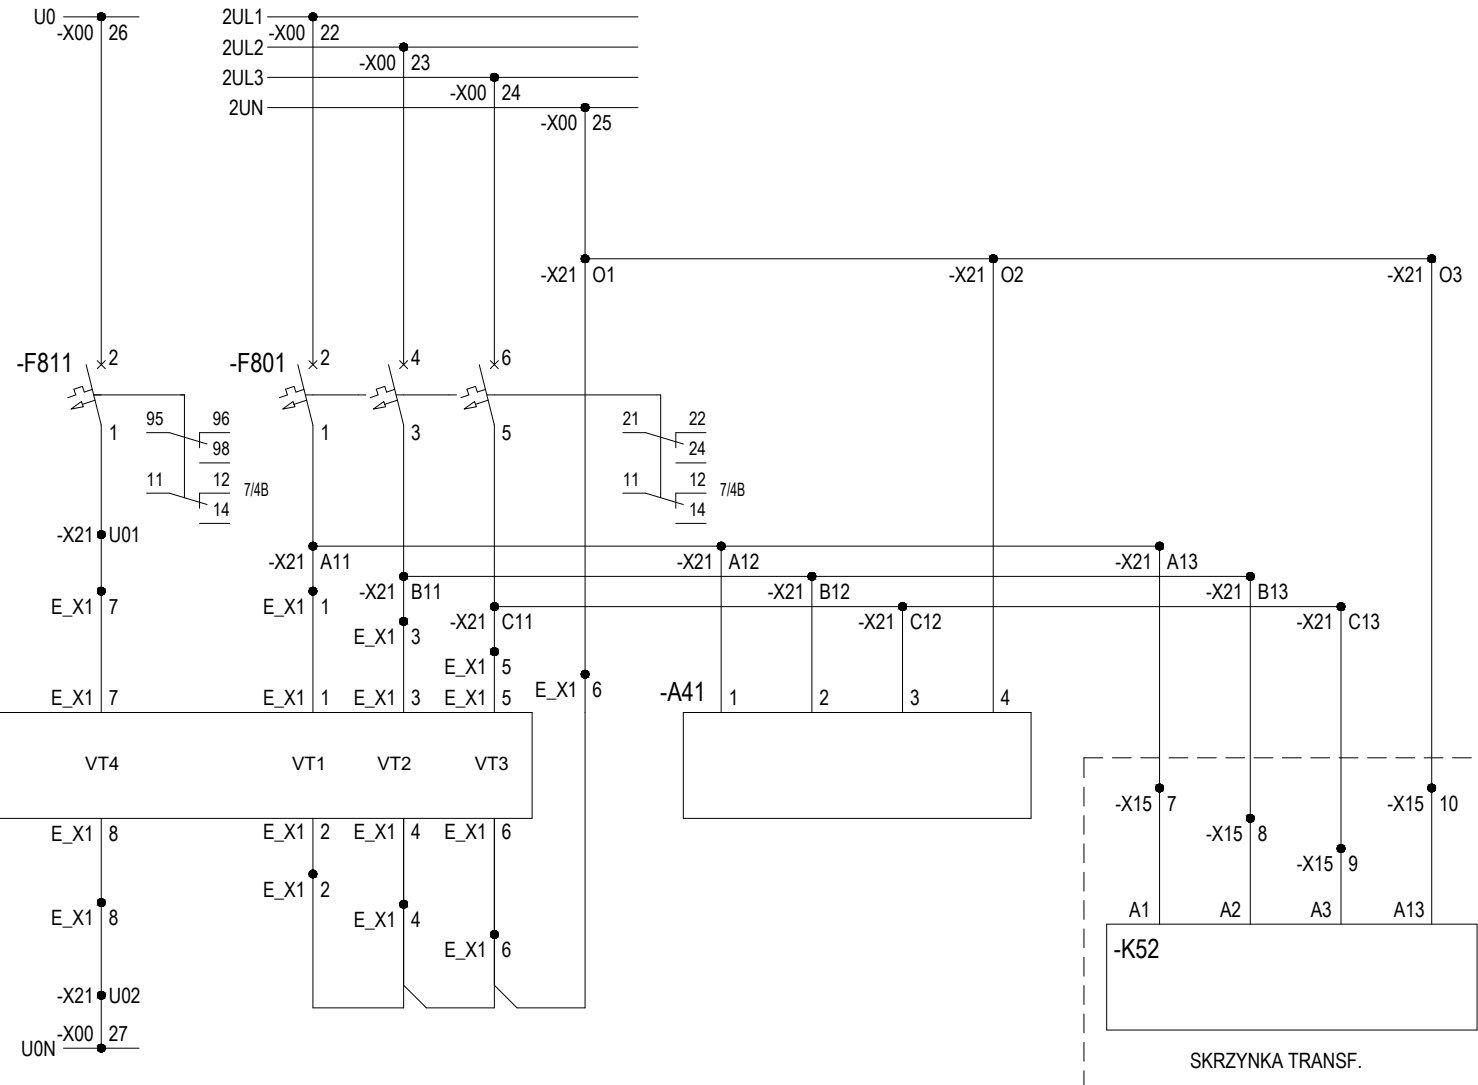 U0 2UL1
-X00 26 -X00 22
2UL2
-X00 23
2UL3
-X00 24
2UN
-X00 25
-X21 O1 -X21 O2 -X21 O3
-F811 2 -F801 2 4 6
95 96 21 22
1 1 3 5
98 24
11 12 7/4B 11 12 7/4B
14 14
-X21 U01
-X21 A11 -X21 A12 -X21 A13
-X21 B11 -X21 B12 -X21 B13
E_X1 7 E_X1 1
-X21 C11 -X21 C12 -X21 C13
E_X1 3
E_X1 5
E_X1 6
E_X1 7 E_X1 1 E_X1 3 E_X1 5 -A41 1 2 3 4
VT4 VT1 VT2 VT3
-X15 7 -X15 10
E_X1 8 E_X1 2 E_X1 4 E_X1 6 -X15 8
-X15 9
E_X1 2
E_X1 8 E_X1 4 A1 A2 A3 A13
E_X1 6 -K52
-X21 U02
-X00 27
U0N
SKRZYNKA TRANSF.